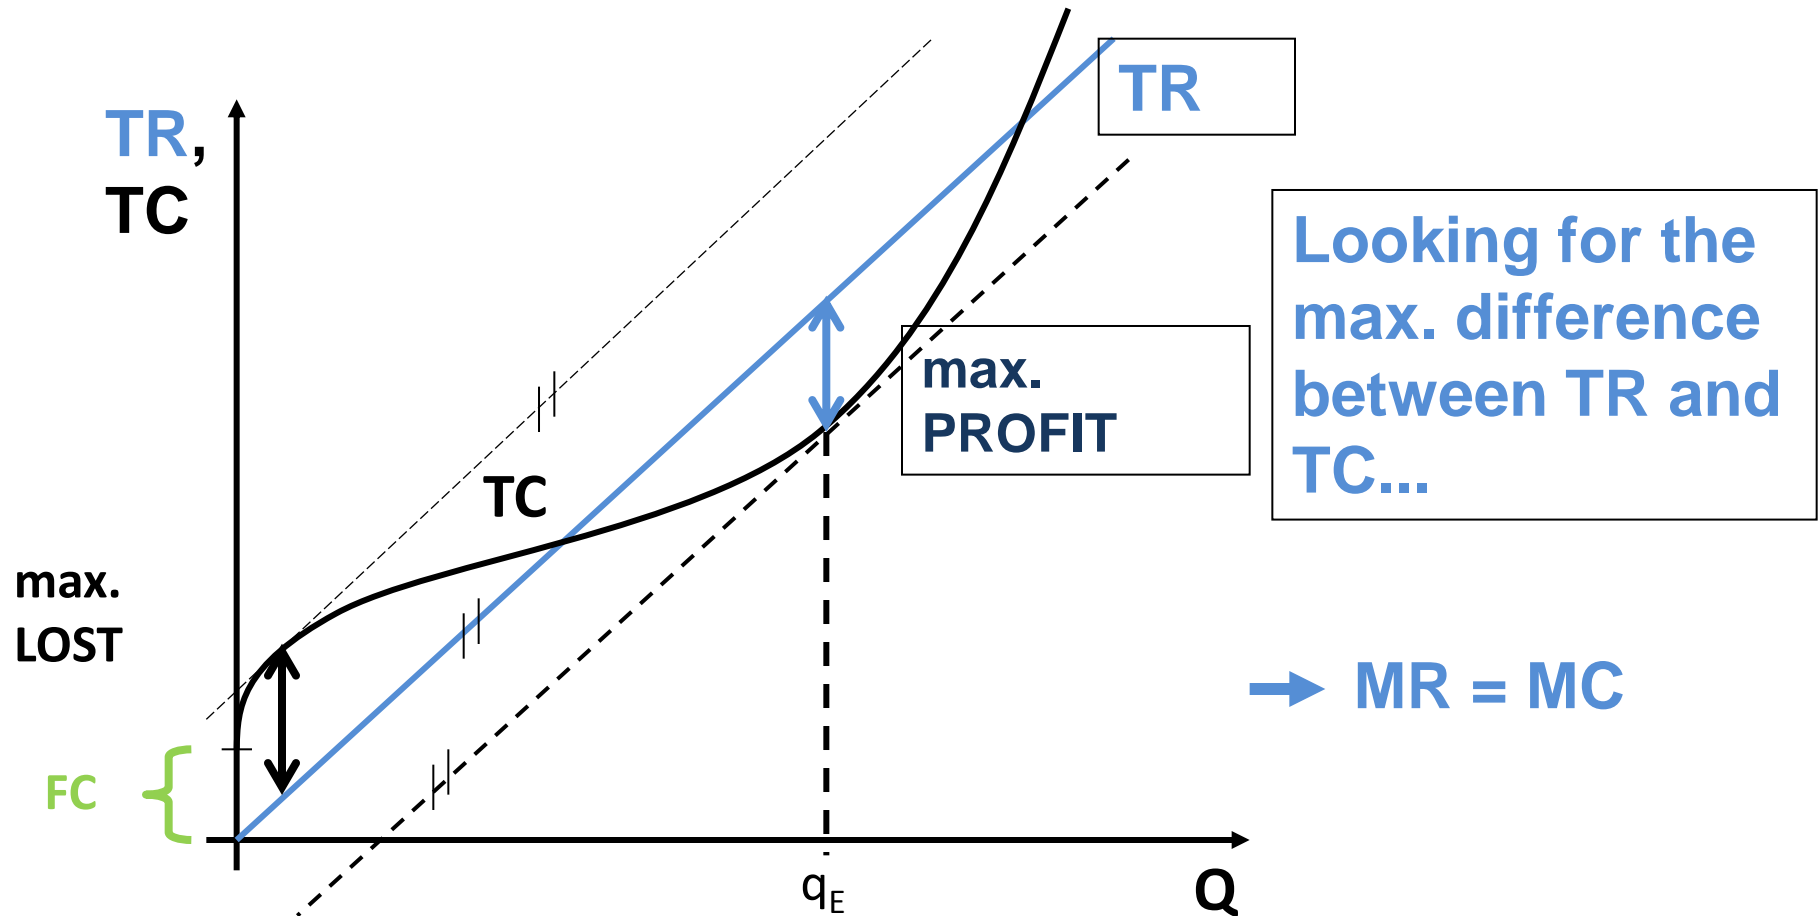 TR,
TC
TR
Looking for the
max. difference
between TR and
TC...
max.
PROFIT
TC
max.
LOST
MR = MC
FC
qE
Q